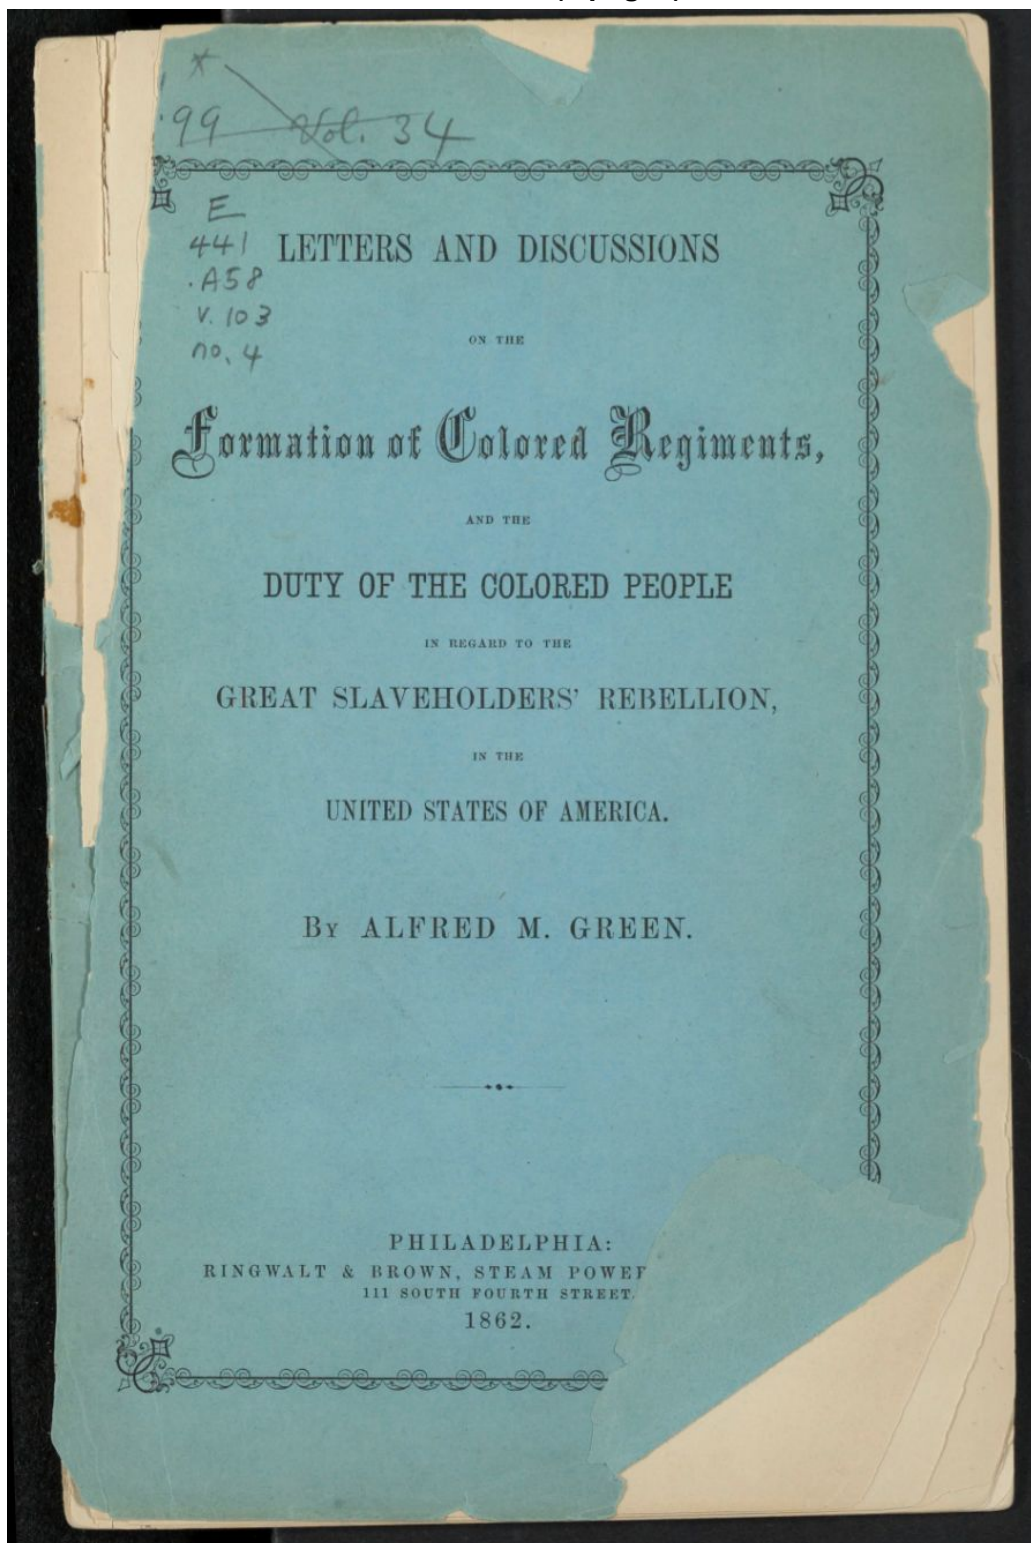 *
99 Vol. 34
E
441
.A58
v. 103
no. 4
LETTERS AND DISCUSSIONS
ON THE
Formation of Colored Regiments,
AND THE
DUTY OF THE COLORED PEOPLE
IN REGARD TO THE
GREAT SLAVEHOLDERS' REBELLION,
IN THE
UNITED STATES OF AMERICA.
BY ALFRED M. GREEN.
PHILADELPHIA:
RINGWALT & BROWN, STEAM POWER
111 SOUTH FOURTH STREET.
1862.